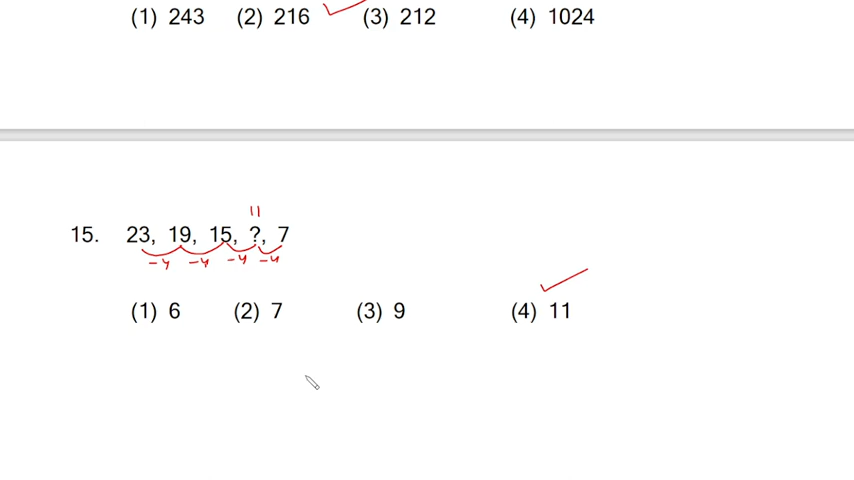 (1) 243 (2) 216 (3) 212 (4) 1024
11
15. 23, 19, 15, ?, 7
-4 -4 -4 -4
(1) 6 (2) 7 (3) 9 (4) 11